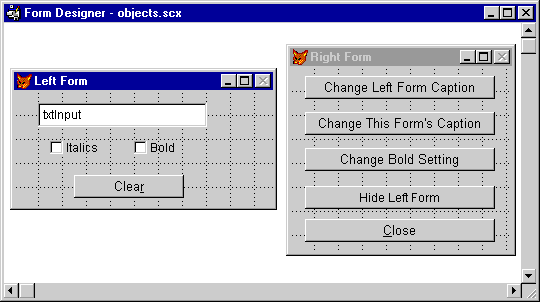 Form Designer - objects.scx
Left Form
txtInput
Italics
Bold
Clear
Right Form
Change Left Form Caption
Change This Form's Caption
Change Bold Setting
Hide Left Form
Close